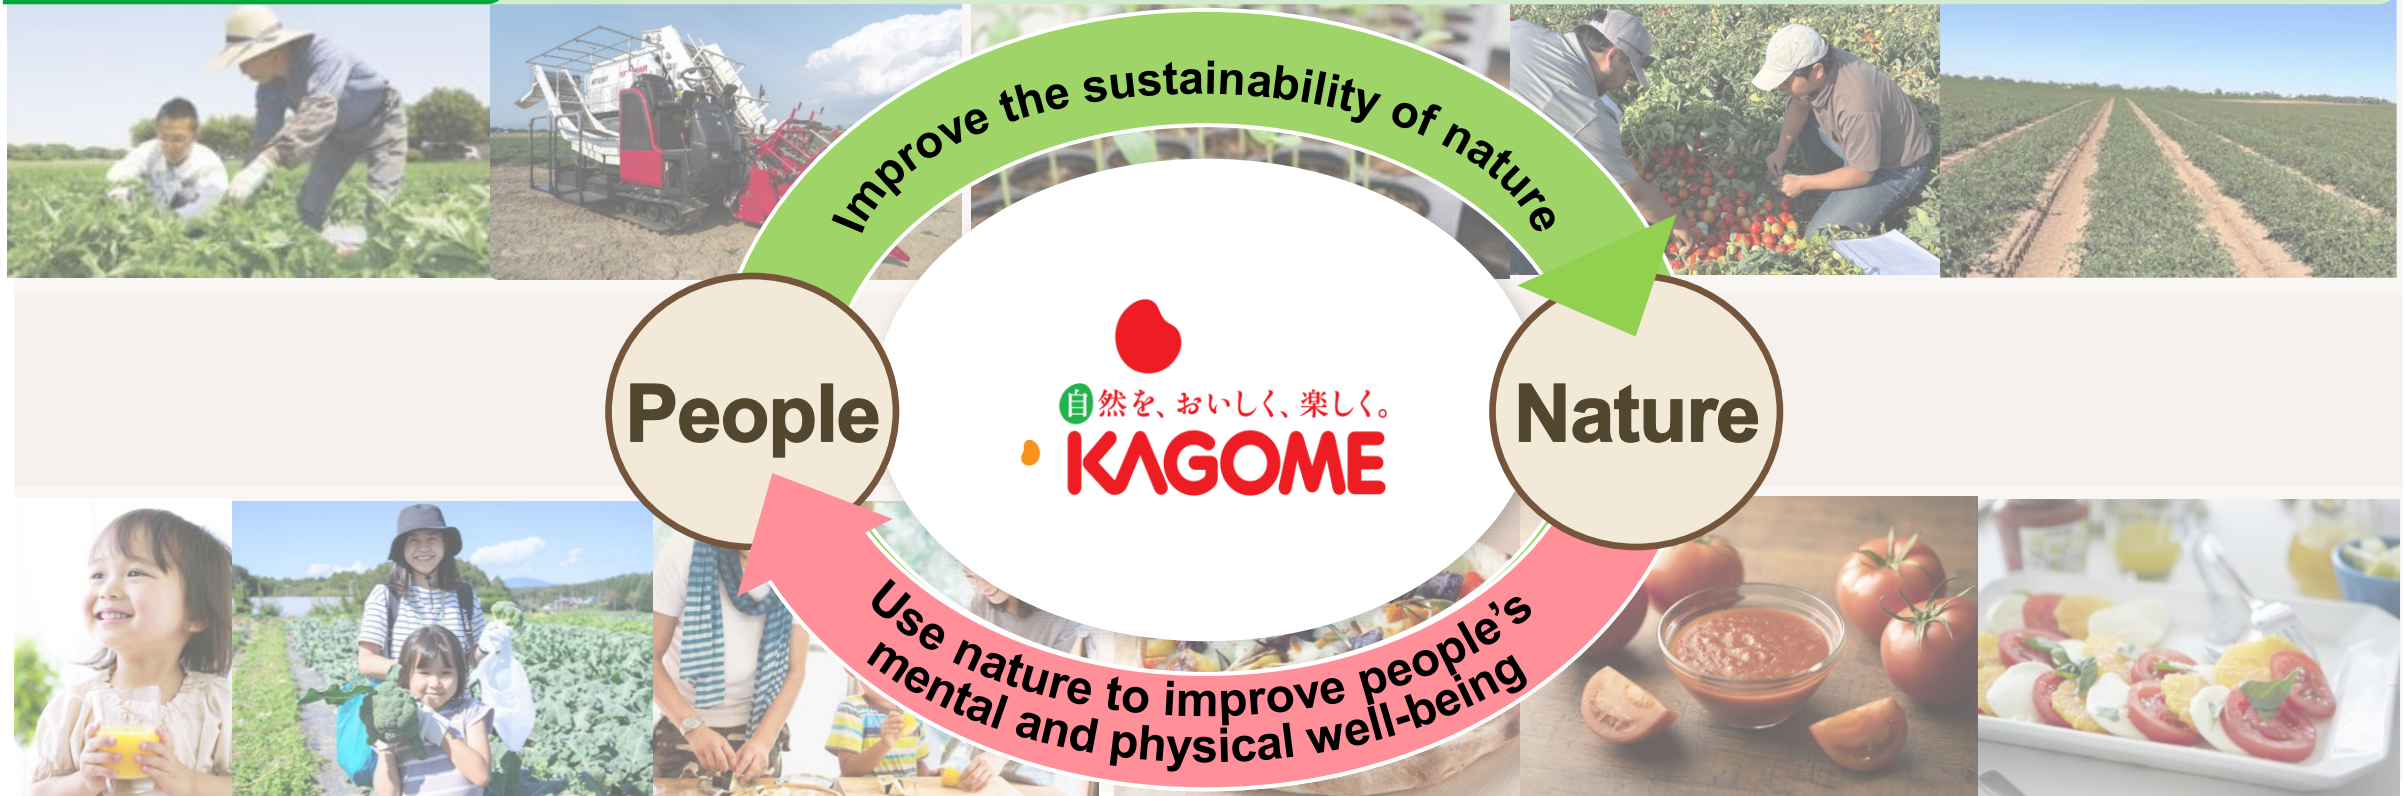 Improve the sustainability of nature
People
自然を、おいしく、楽しく。
KAGOME
Nature
Use nature to improve people’s
mental and physical well-being